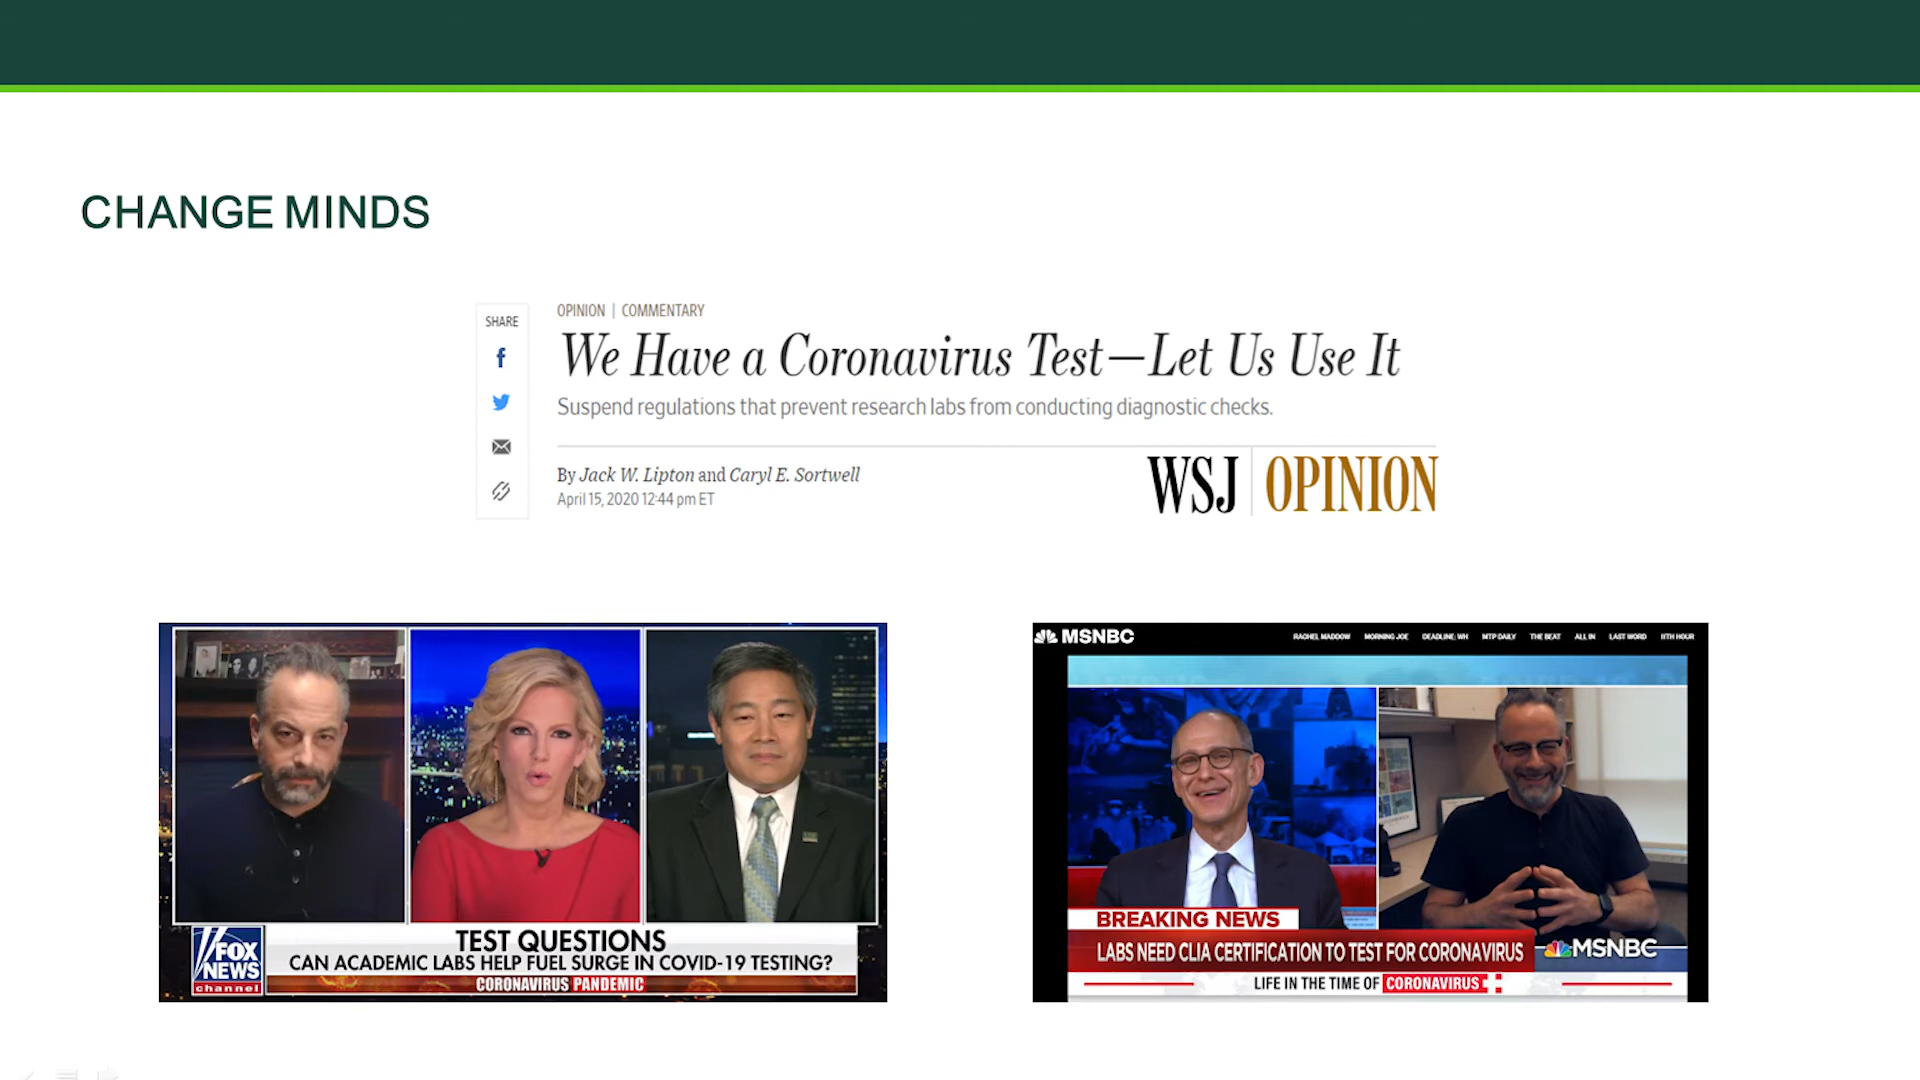 CHANGE MINDS
SHARE
OPINION | COMMENTARY
We Have a Coronavirus Test—Let Us Use It
Suspend regulations that prevent research labs from conducting diagnostic checks.
By Jack W. Lipton and Caryl E. Sortwell
April 15, 2020 12:44 pm ET
WSJ | OPINION
FOX
NEWS
channel
TEST QUESTIONS
CAN ACADEMIC LABS HELP FUEL SURGE IN COVID-19 TESTING?
CORONAVIRUS PANDEMIC
MSNBC
RACHEL MADDOW MORNING JOE DEADLINE: WH MTP DAILY THE BEAT ALL IN LAST WORD 11TH HOUR
BREAKING NEWS
LABS NEED CLIA CERTIFICATION TO TEST FOR CORONAVIRUS
MSNBC
LIFE IN THE TIME OF CORONAVIRUS